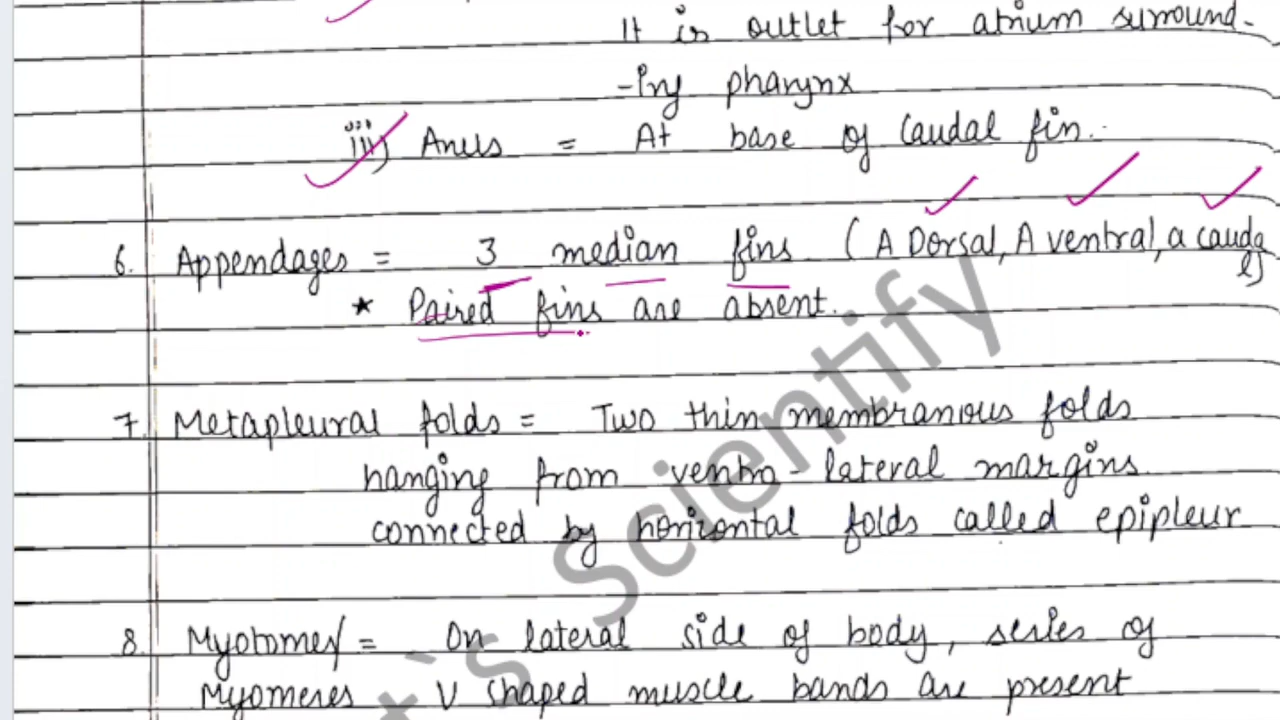 It is outlet for atrium surround-
-ing pharynx
iii) Anus = At base of caudal fin.
6. Appendages = 3 median fins ( A Dorsal, A ventral, a caudal)
* Paired fins are absent.
7. Metapleural folds = Two thin membranous folds
hanging from ventro-lateral margins
connected by horizontal folds called epipleur
8. Myotomes/ = On lateral side of body, series of
Myomeres V shaped muscle bands are present
t`s Scientify